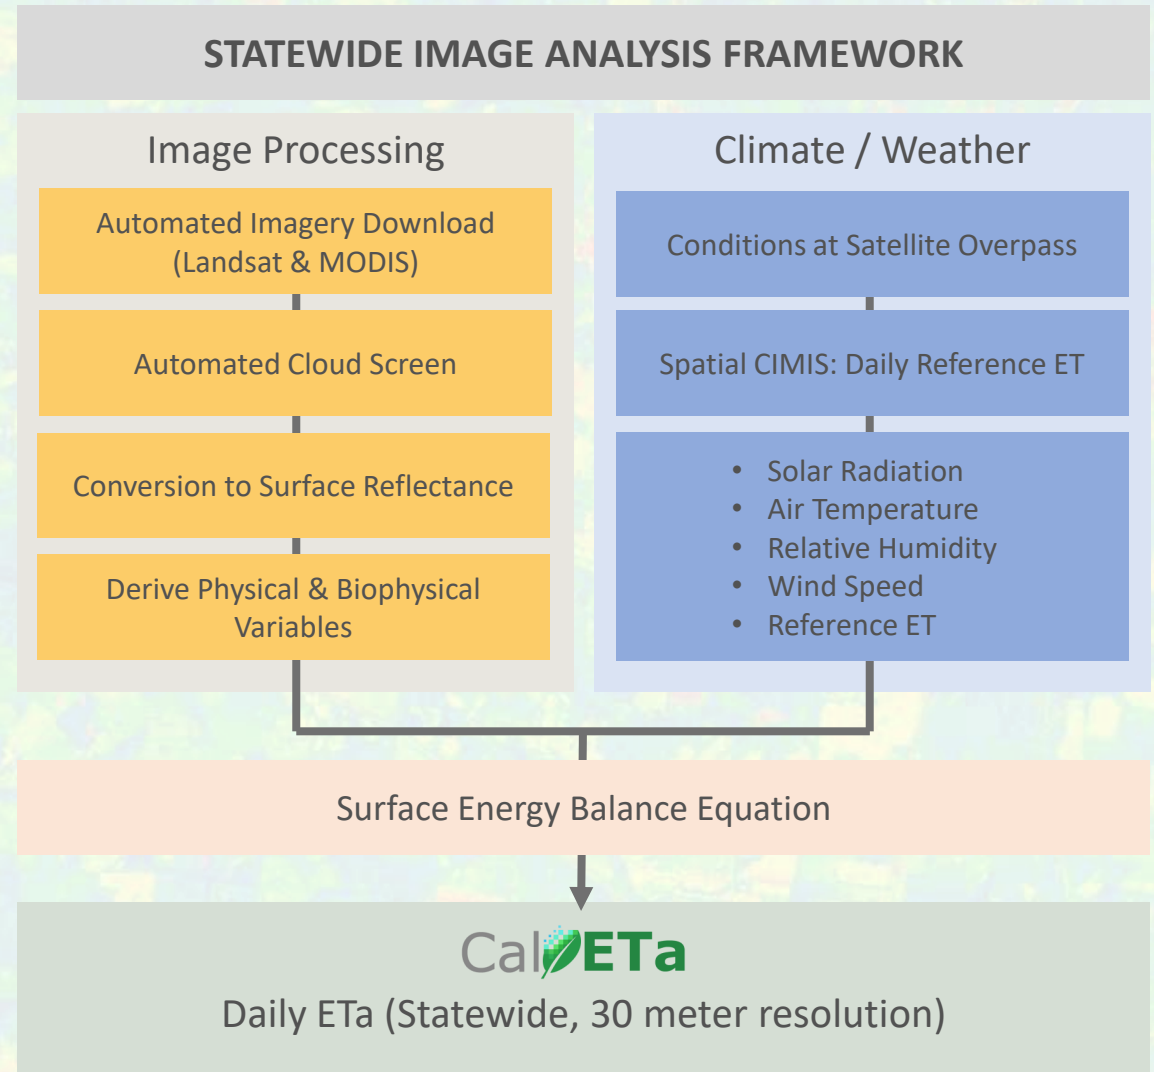 STATEWIDE IMAGE ANALYSIS FRAMEWORK
Image Processing
Automated Imagery Download
(Landsat & MODIS)
Automated Cloud Screen
Conversion to Surface Reflectance
Derive Physical & Biophysical
Variables
Climate / Weather
Conditions at Satellite Overpass
Spatial CIMIS: Daily Reference ET
• Solar Radiation
• Air Temperature
• Relative Humidity
• Wind Speed
• Reference ET
Surface Energy Balance Equation
CalETa
Daily ETa (Statewide, 30 meter resolution)